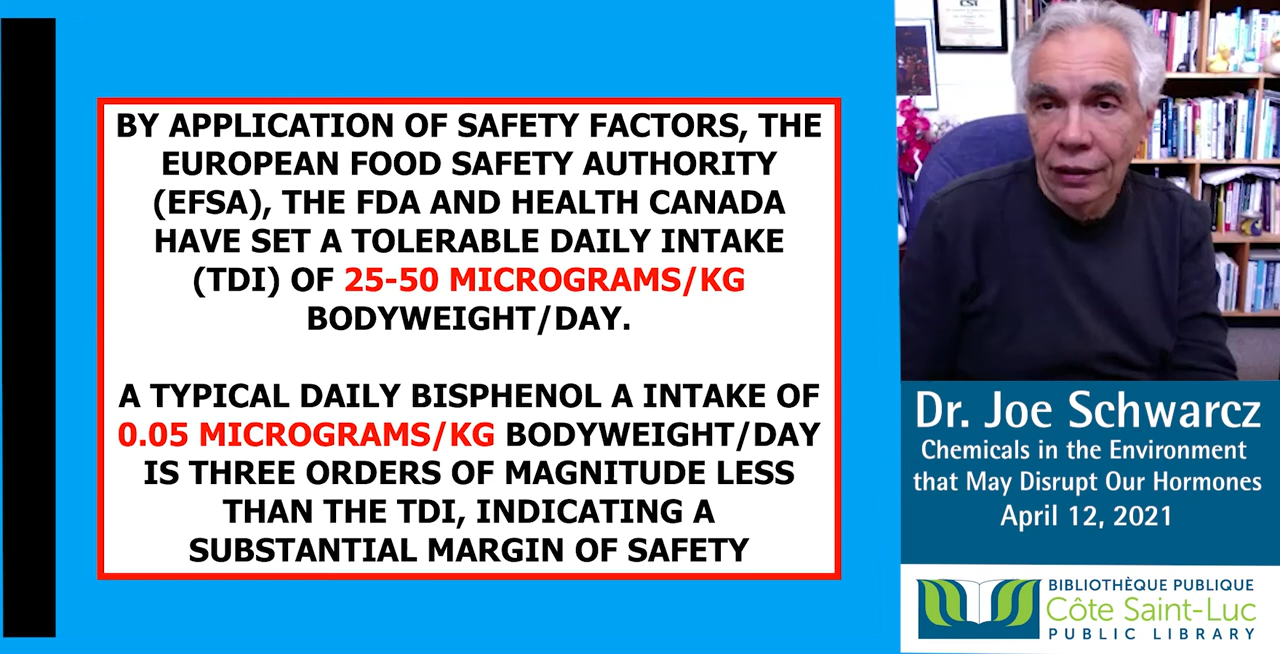 BY APPLICATION OF SAFETY FACTORS, THE
EUROPEAN FOOD SAFETY AUTHORITY
(EFSA), THE FDA AND HEALTH CANADA
HAVE SET A TOLERABLE DAILY INTAKE
(TDI) OF 25-50 MICROGRAMS/KG
BODYWEIGHT/DAY.
A TYPICAL DAILY BISPHENOL A INTAKE OF
0.05 MICROGRAMS/KG BODYWEIGHT/DAY
IS THREE ORDERS OF MAGNITUDE LESS
THAN THE TDI, INDICATING A
SUBSTANTIAL MARGIN OF SAFETY
CSI
Dr. Joe Schwarcz
Chemicals in the Environment
that May Disrupt Our Hormones
April 12, 2021
BIBLIOTHÈQUE PUBLIQUE
Côte Saint-Luc
PUBLIC LIBRARY